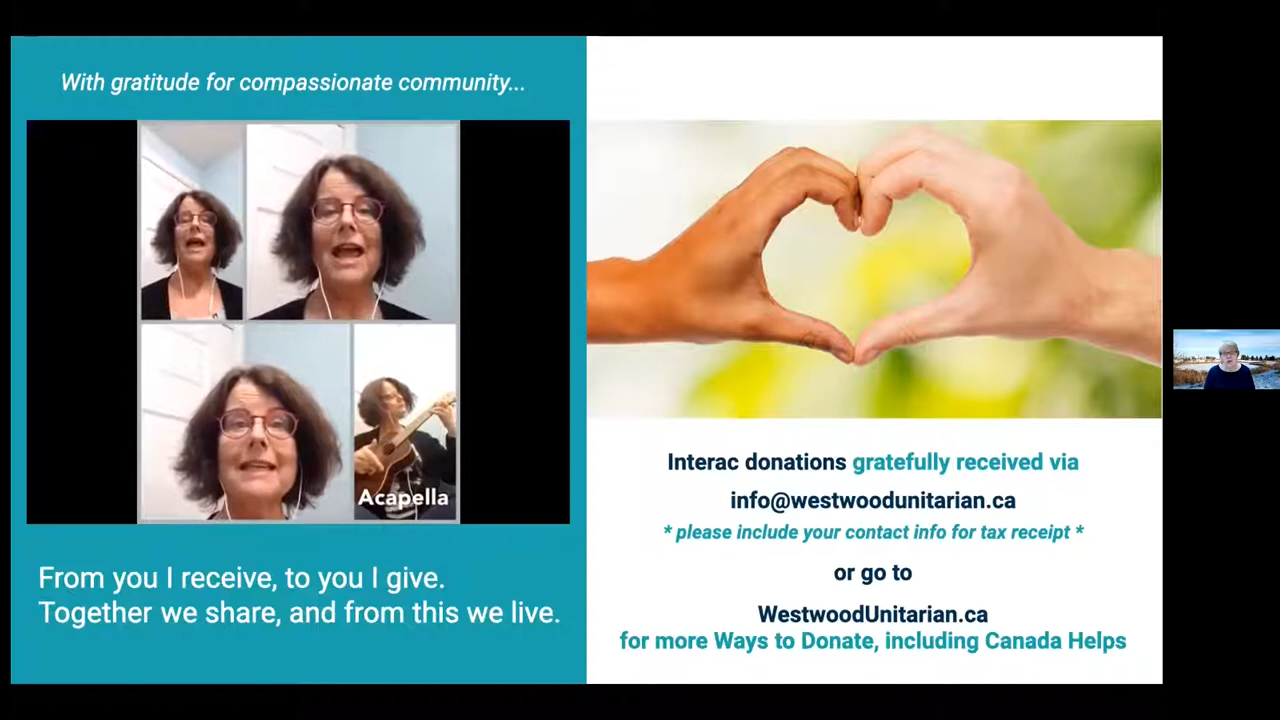 With gratitude for compassionate community...
Acapella
From you I receive, to you I give.
Together we share, and from this we live.
Interac donations gratefully received via
info@westwoodunitarian.ca
* please include your contact info for tax receipt *
or go to
WestwoodUnitarian.ca
for more Ways to Donate, including Canada Helps